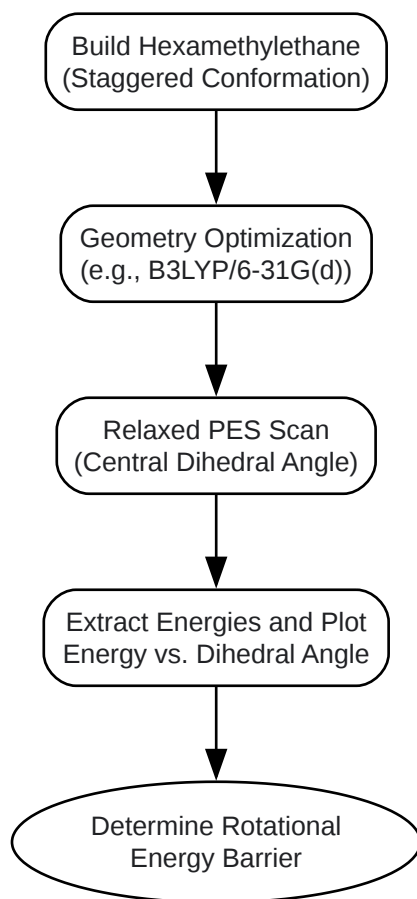 Build Hexamethylethane
(Staggered Conformation)
Geometry Optimization
(e.g., B3LYP/6-31G(d))
Relaxed PES Scan
(Central Dihedral Angle)
Extract Energies and Plot
Energy vs. Dihedral Angle
Determine Rotational
Energy Barrier